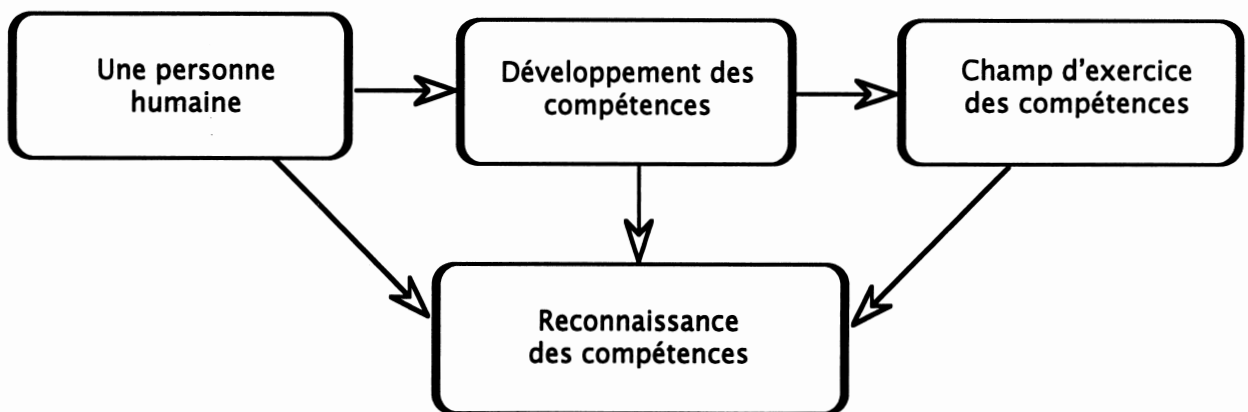 Une personne
humaine
Développement des
compétences
Champ d'exercice
des compétences
Reconnaissance
des compétences